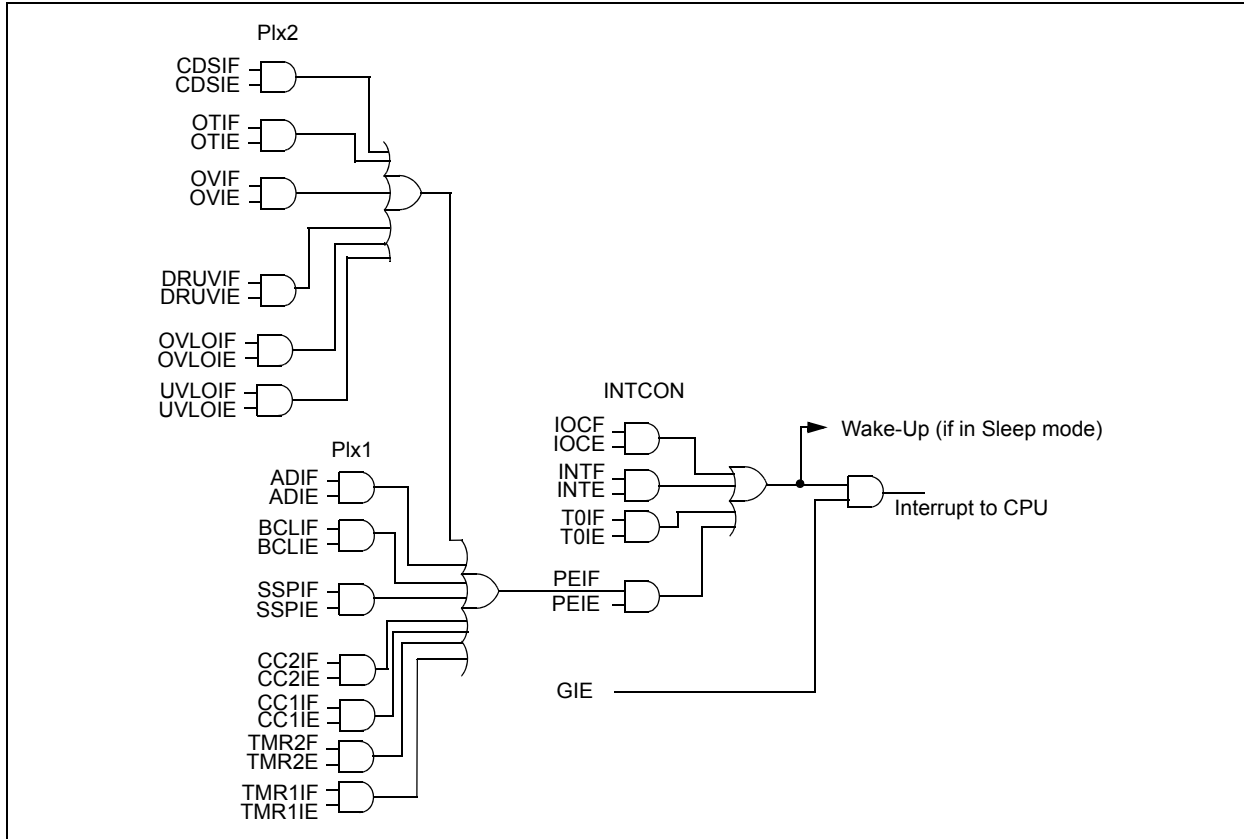 PIx2
CDSIF
CDSIE
OTIF
OTIE
OVIF
OVIE
DRUVIF
DRUVIE
OVLOIF
OVLOIE
UVLOIF
UVLOIE
PIx1
ADIF
ADIE
BCLIF
BCLIE
SSPIF
SSPIE
CC2IF
CC2IE
CC1IF
CC1IE
TMR2F
TMR2E
TMR1IF
TMR1IE
INTCON
IOCF
IOCE
INTF
INTE
T0IF
T0IE
PEIF
PEIE
GIE
Wake-Up (if in Sleep mode)
Interrupt to CPU